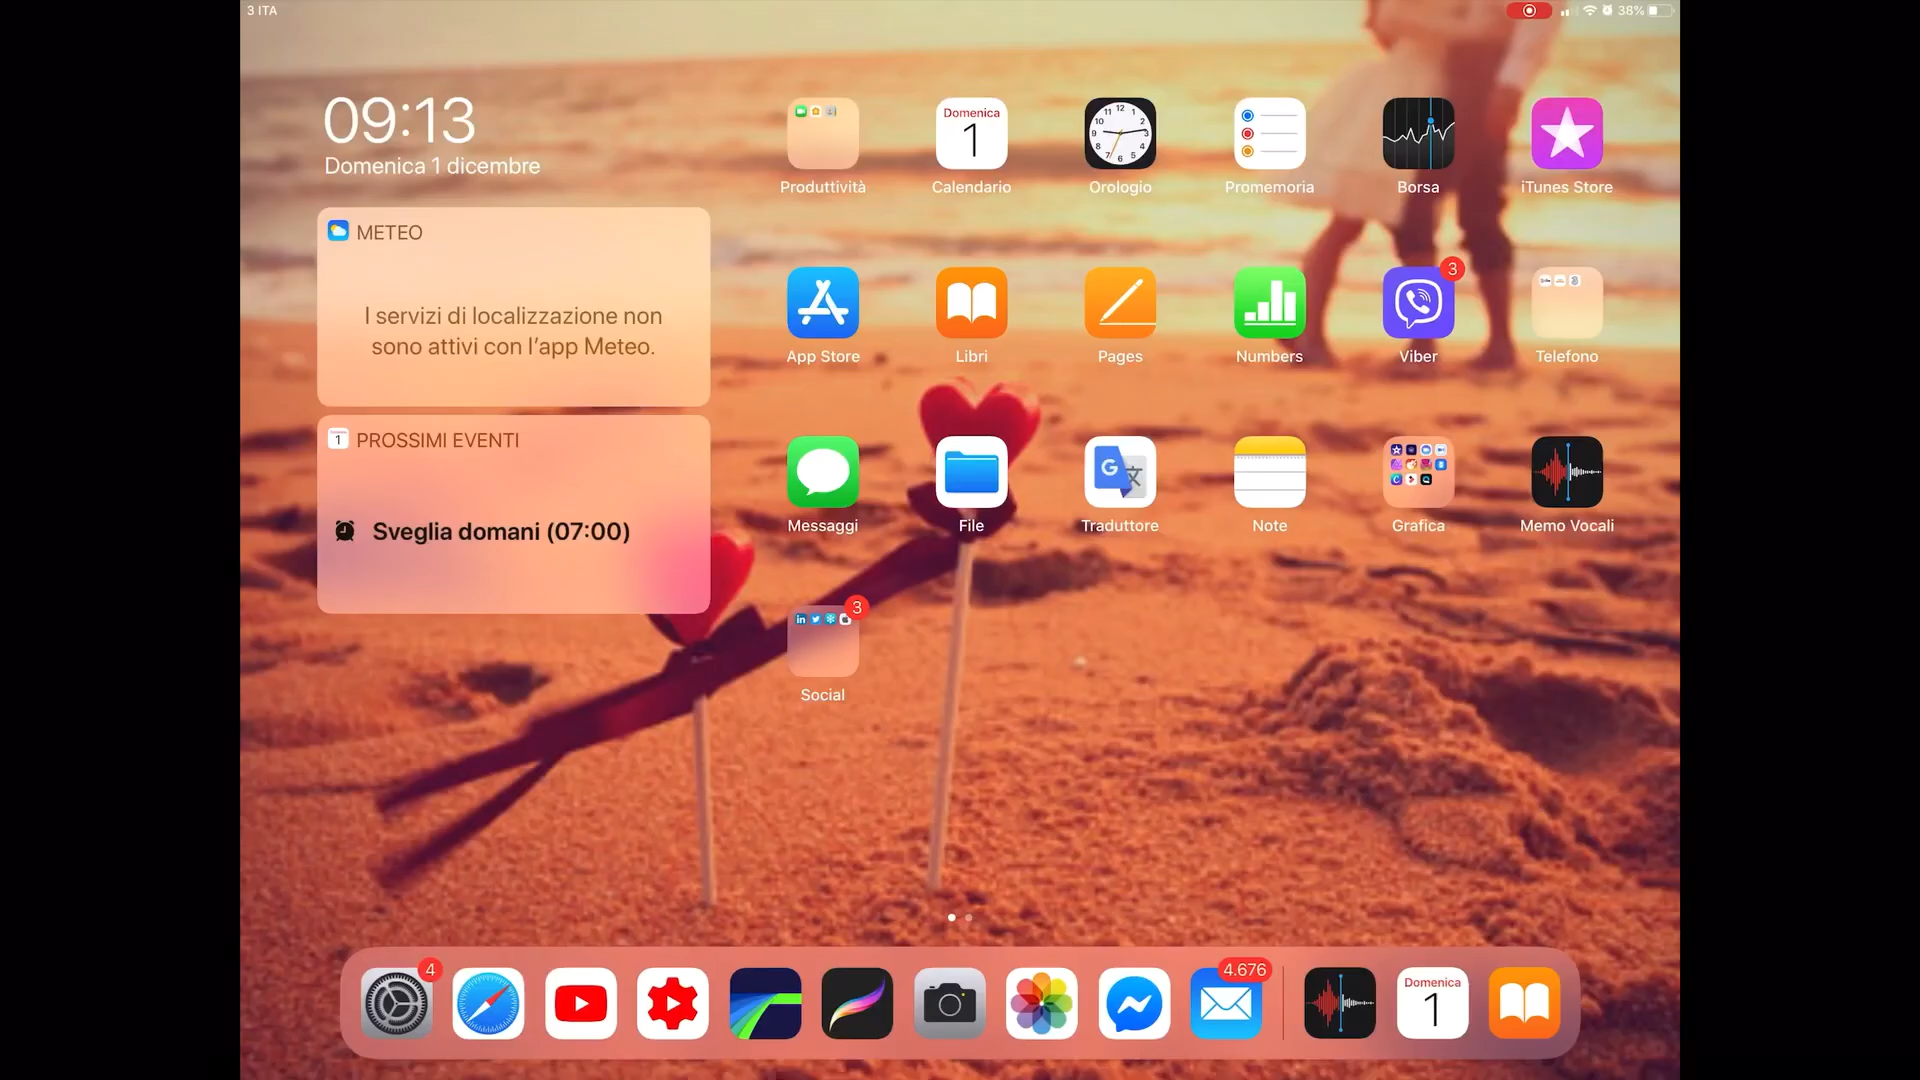 3 ITA
38%
09:13
Domenica 1 dicembre
METEO
I servizi di localizzazione non
sono attivi con l'app Meteo.
1
PROSSIMI EVENTI
Sveglia domani (07:00)
Domenica
1
Produttività
Calendario
Orologio
Promemoria
Borsa
iTunes Store
3
App Store
Libri
Pages
Numbers
Viber
Telefono
Messaggi
File
Traduttore
Note
Grafica
Memo Vocali
3
Social
4
4.676
Domenica
1